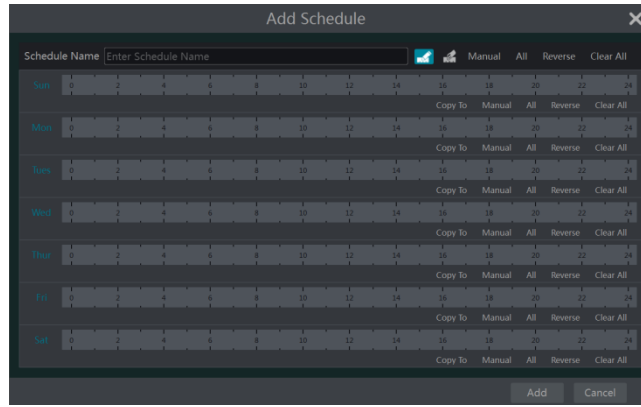 Add Schedule
Schedule Name Enter Schedule Name Manual All Reverse Clear All
Sun 0 2 4 6 8 10 12 14 16 18 20 22 24
Copy To Manual All Reverse Clear All
Mon 0 2 4 6 8 10 12 14 16 18 20 22 24
Copy To Manual All Reverse Clear All
Tues 0 2 4 6 8 10 12 14 16 18 20 22 24
Copy To Manual All Reverse Clear All
Wed 0 2 4 6 8 10 12 14 16 18 20 22 24
Copy To Manual All Reverse Clear All
Thur 0 2 4 6 8 10 12 14 16 18 20 22 24
Copy To Manual All Reverse Clear All
Fri 0 2 4 6 8 10 12 14 16 18 20 22 24
Copy To Manual All Reverse Clear All
Sat 0 2 4 6 8 10 12 14 16 18 20 22 24
Copy To Manual All Reverse Clear All
Add Cancel